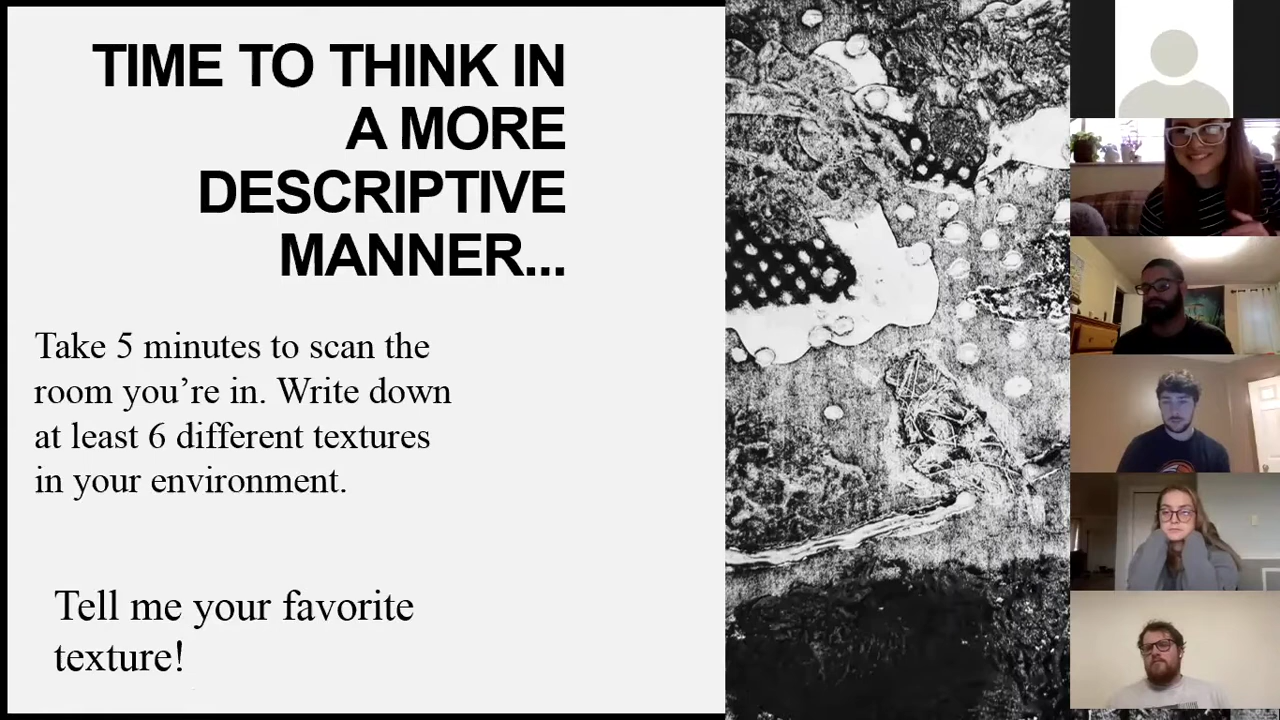 TIME TO THINK IN
A MORE
DESCRIPTIVE
MANNER...
Take 5 minutes to scan the
room you’re in. Write down
at least 6 different textures
in your environment.
Tell me your favorite
texture!